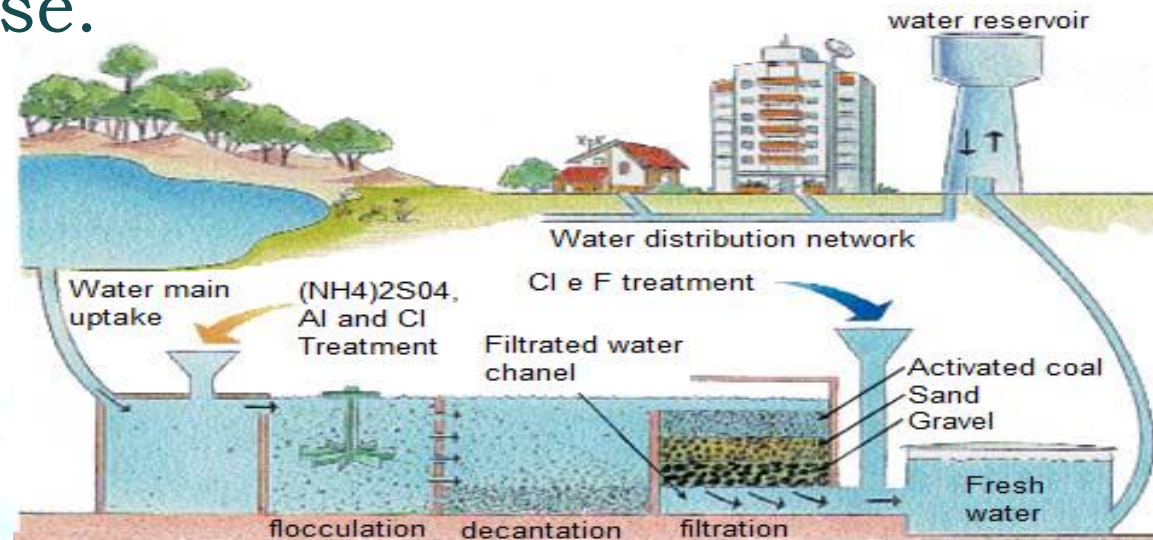 se.
water reservoir
Water distribution network
Water main
uptake
(NH4)2S04,
Al and Cl
Treatment
Cl e F treatment
Filtrated water
chanel
Activated coal
Sand
Gravel
Fresh
water
flocculation
decantation
filtration